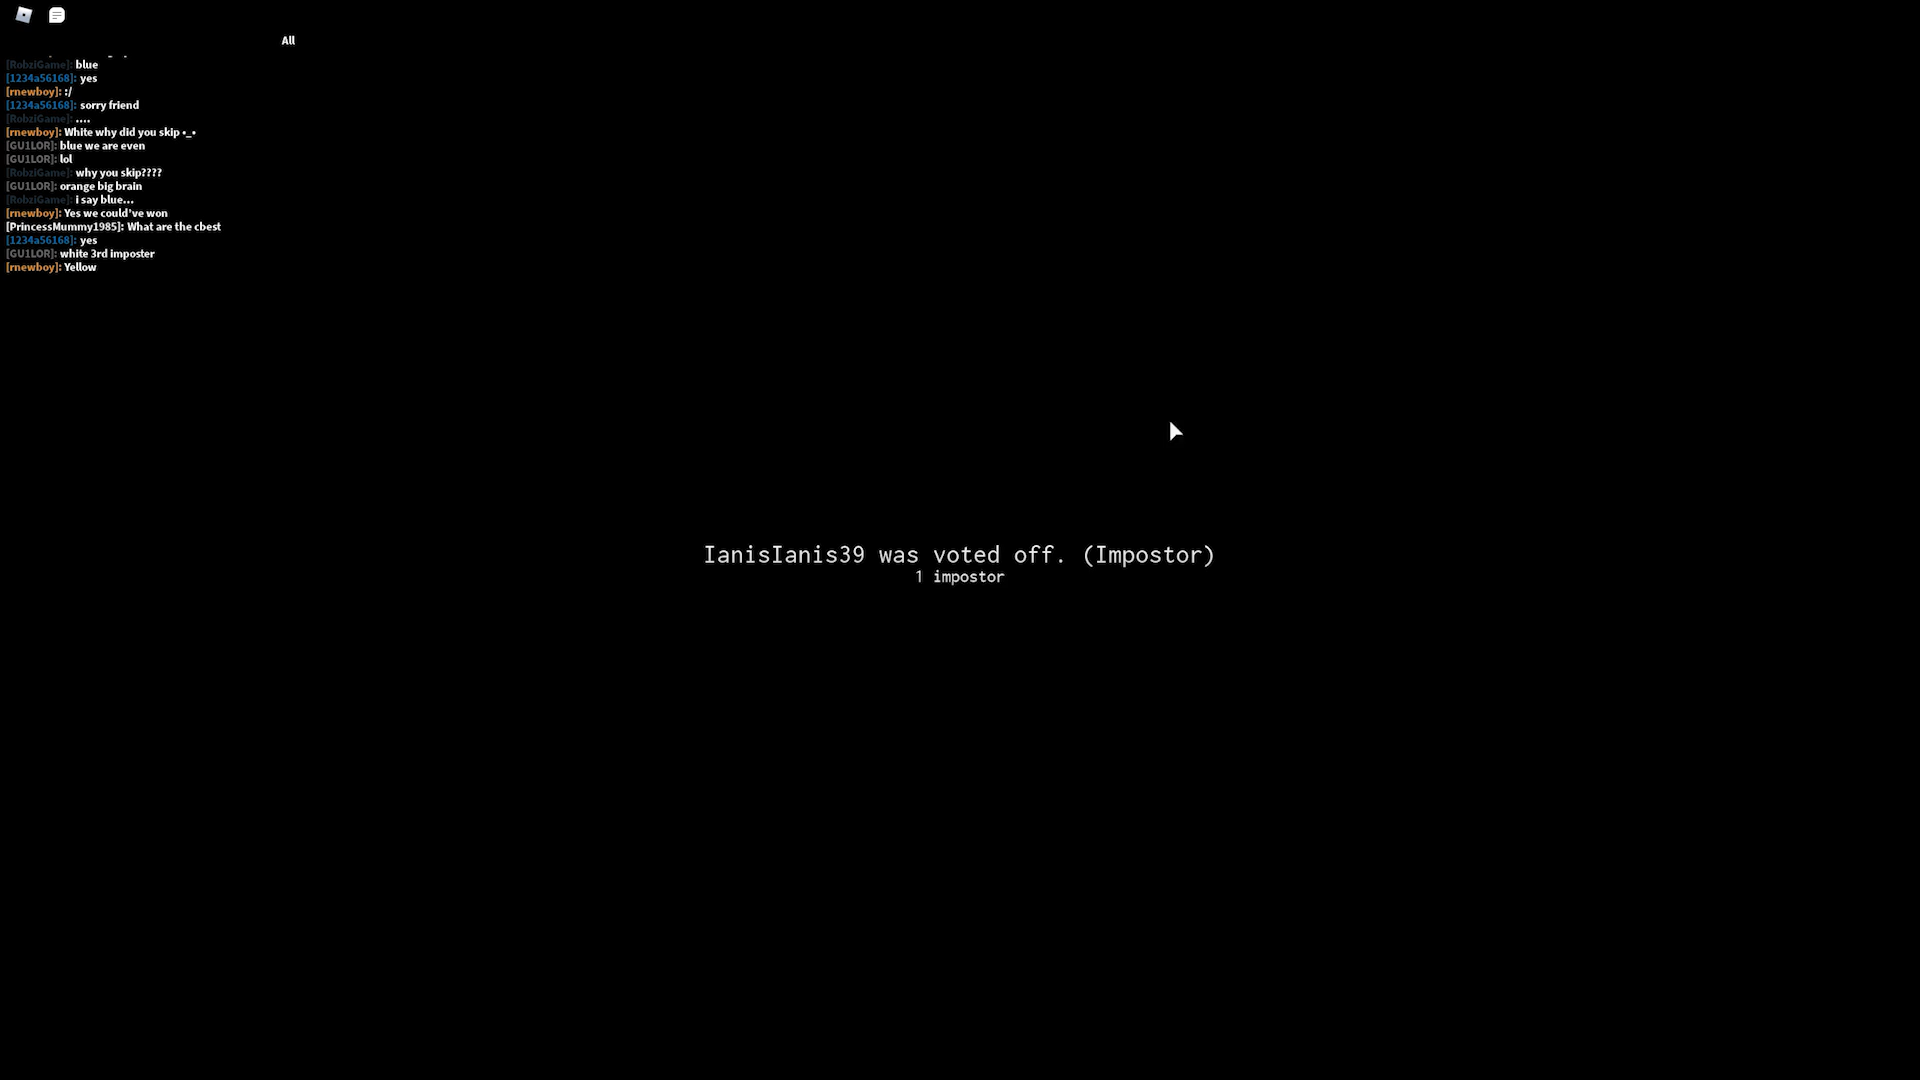 All
[RobziGame]: blue
[1234a56168]: yes
[rnewboy]: :/
[1234a56168]: sorry friend
[RobziGame]: ....
[rnewboy]: White why did you skip •_•
[GU1LOR]: blue we are even
[GU1LOR]: lol
[RobziGame]: why you skip????
[GU1LOR]: orange big brain
[RobziGame]: i say blue...
[rnewboy]: Yes we could've won
[PrincessMummy1985]: What are the cbest
[1234a56168]: yes
[GU1LOR]: white 3rd imposter
[rnewboy]: Yellow
IanisIanis39 was voted off. (Impostor)
1 impostor